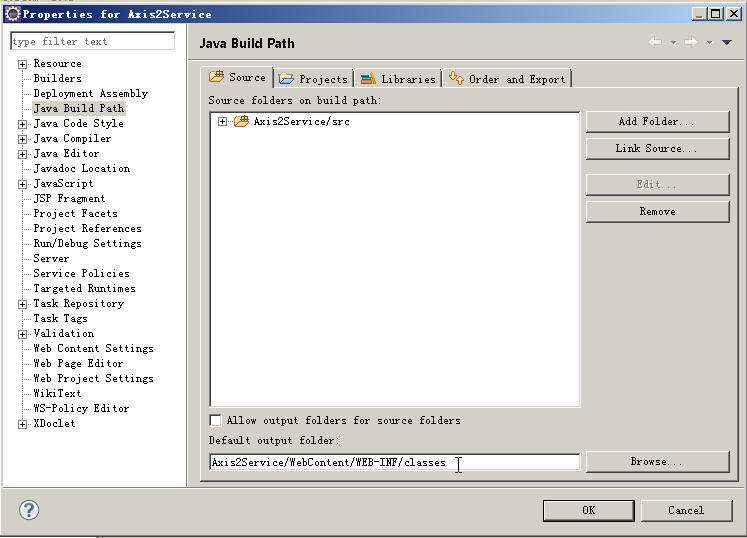 Properties for Axis2Service
type filter text
Resource
Builders
Deployment Assembly
Java Build Path
Java Code Style
Java Compiler
Java Editor
Javadoc Location
JavaScript
JSP Fragment
Project Facets
Project References
Run/Debug Settings
Server
Service Policies
Targeted Runtimes
Task Repository
Task Tags
Validation
Web Content Settings
Web Page Editor
Web Project Settings
WikiText
WS-Policy Editor
XDoclet
Java Build Path
Source Projects Libraries Order and Export
Source folders on build path:
Axis2Service/src
Add Folder...
Link Source...
Edit...
Remove
Allow output folders for source folders
Default output folder:
Axis2Service/WebContent/WEB-INF/classes
Browse...
OK Cancel